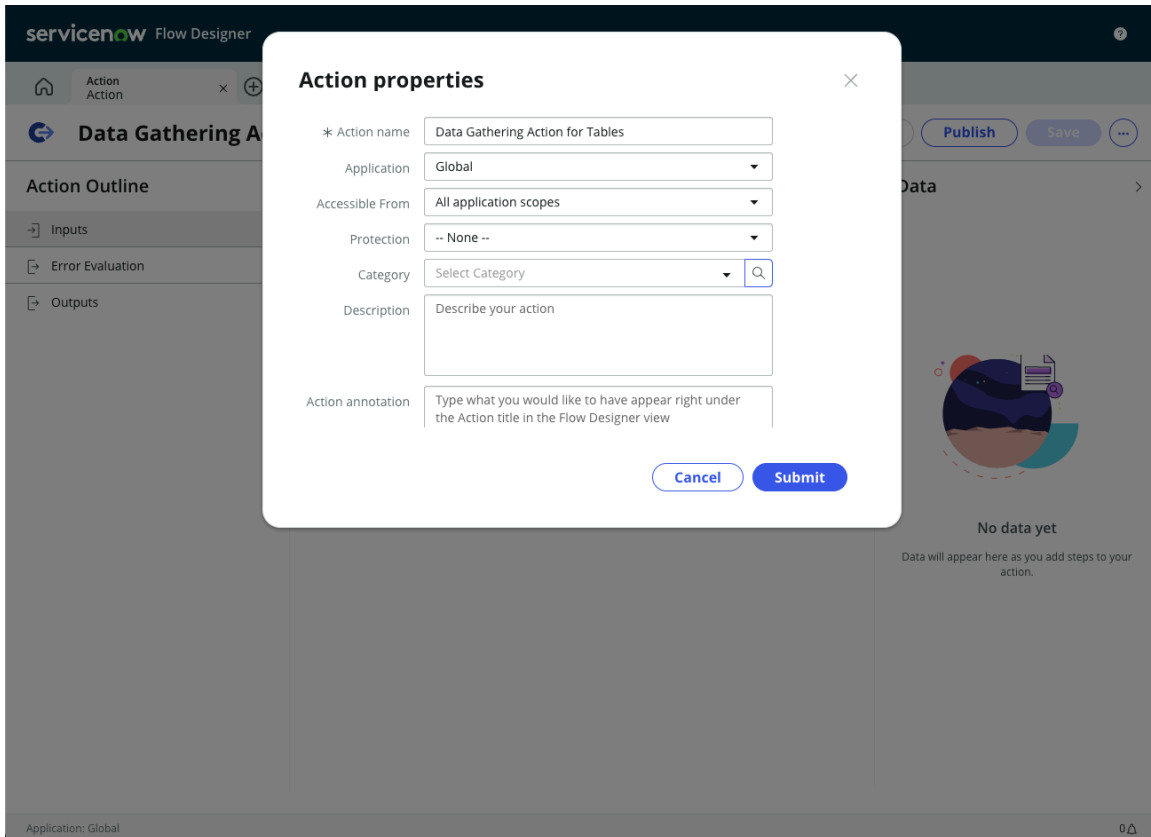 servicenow Flow Designer
Action
Action
Data Gathering A
Publish
Save
Action Outline
Inputs
Error Evaluation
Outputs
Action properties
* Action name
Data Gathering Action for Tables
Application
Global
Accessible From
All application scopes
Protection
-- None --
Category
Select Category
Description
Describe your action
Action annotation
Type what you would like to have appear right under
the Action title in the Flow Designer view
Cancel
Submit
Data
No data yet
Data will appear here as you add steps to your
action.
Application: Global
0